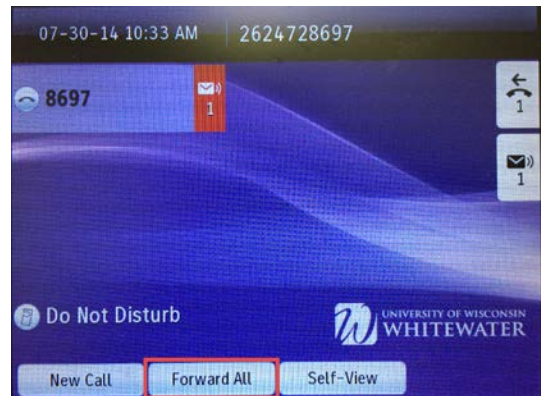 07-30-14 10:33 AM 2624728697
8697 1
1
1
Do Not Disturb
W UNIVERSITY OF WISCONSIN
WHITEWATER
New Call Forward All Self-View